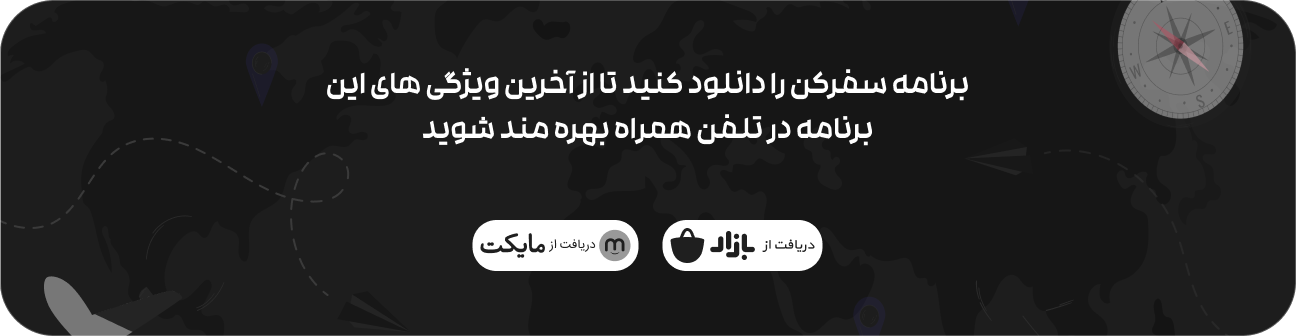 برنامه سفرکن را دانلود کنید تا از آخرین ویژگی های این
برنامه در تلفن همراه بهره مند شوید
دریافت از بازار
دریافت از مایکت
E
S
W